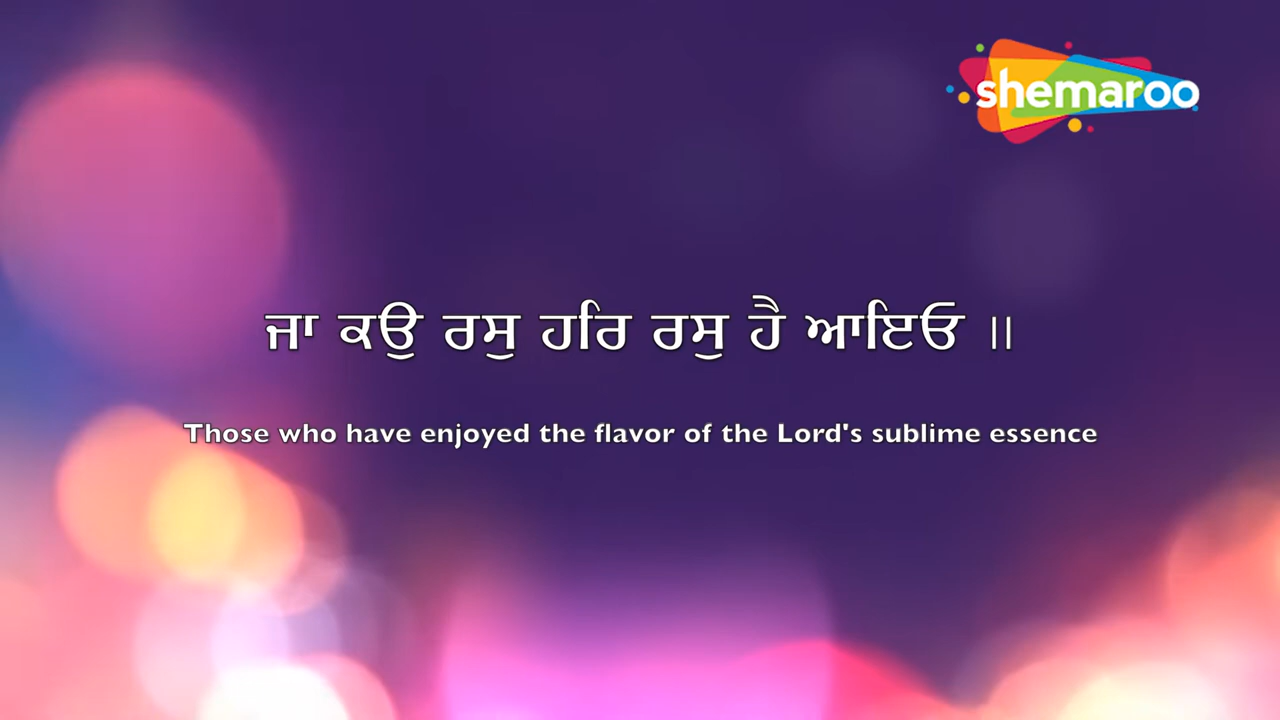 shemaroo
ਜਾ ਕਉ ਰਸੁ ਹਰਿ ਰਸੁ ਹੈ ਆਇਓ ॥
Those who have enjoyed the flavor of the Lord's sublime essence